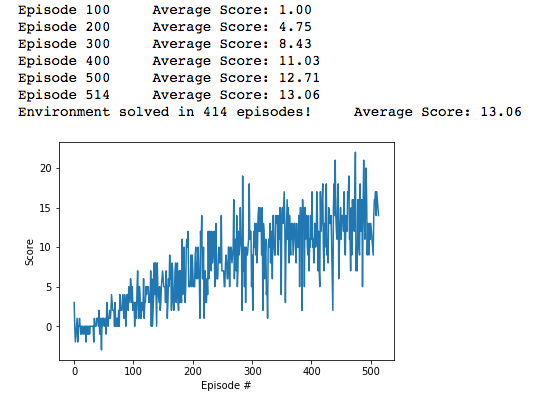 Episode 100 Average Score: 1.00
Episode 200 Average Score: 4.75
Episode 300 Average Score: 8.43
Episode 400 Average Score: 11.03
Episode 500 Average Score: 12.71
Episode 514 Average Score: 13.06
Environment solved in 414 episodes! Average Score: 13.06
20
15
10
5
0
Score
0 100 200 300 400 500
Episode #